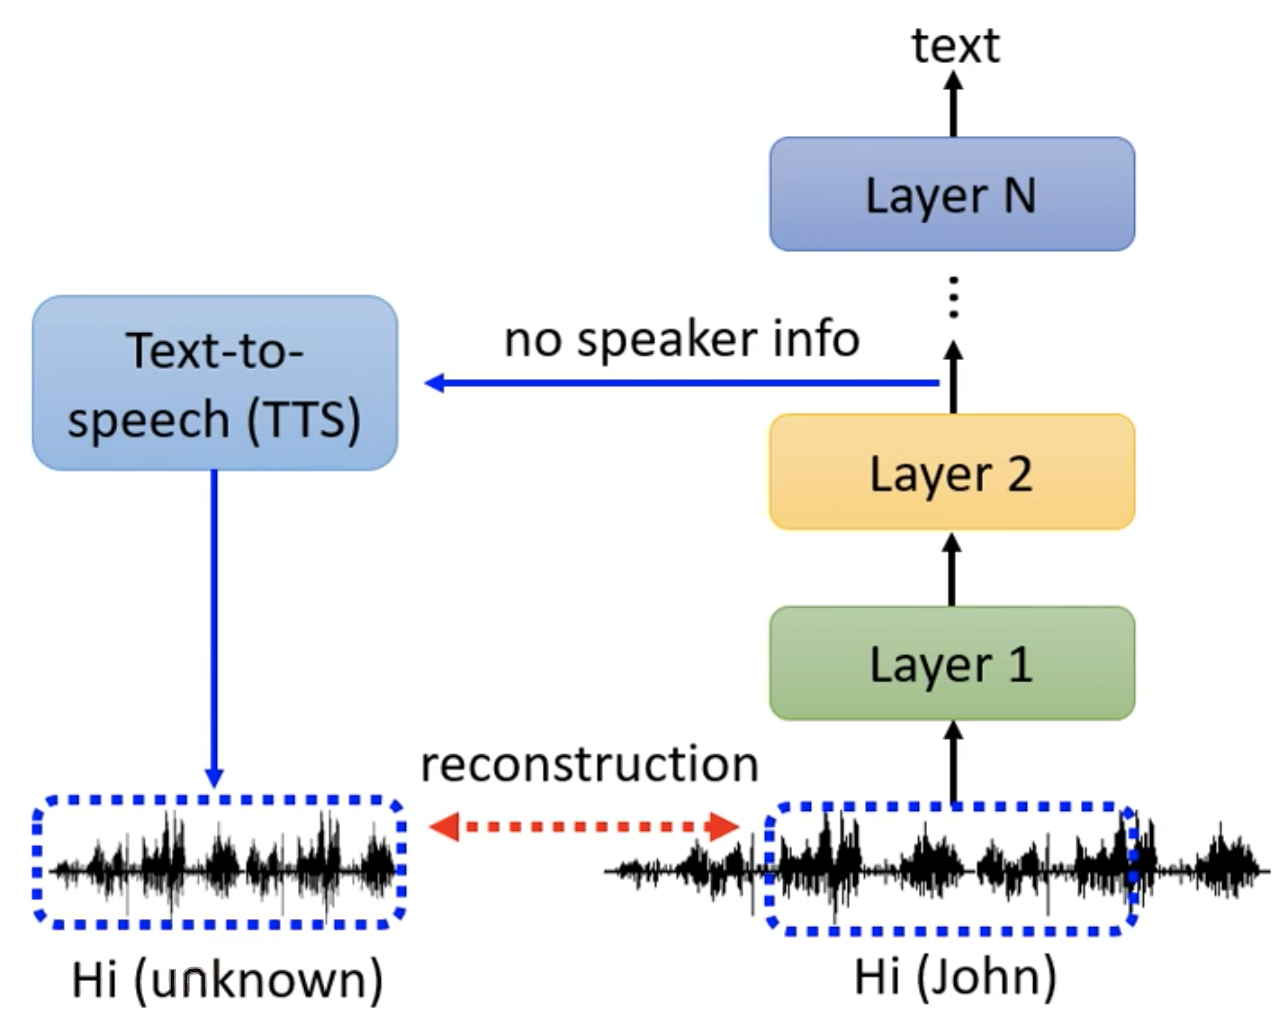 text
Layer N
no speaker info
Text-to-
speech (TTS)
Layer 2
Layer 1
reconstruction
Hi (unknown)
Hi (John)